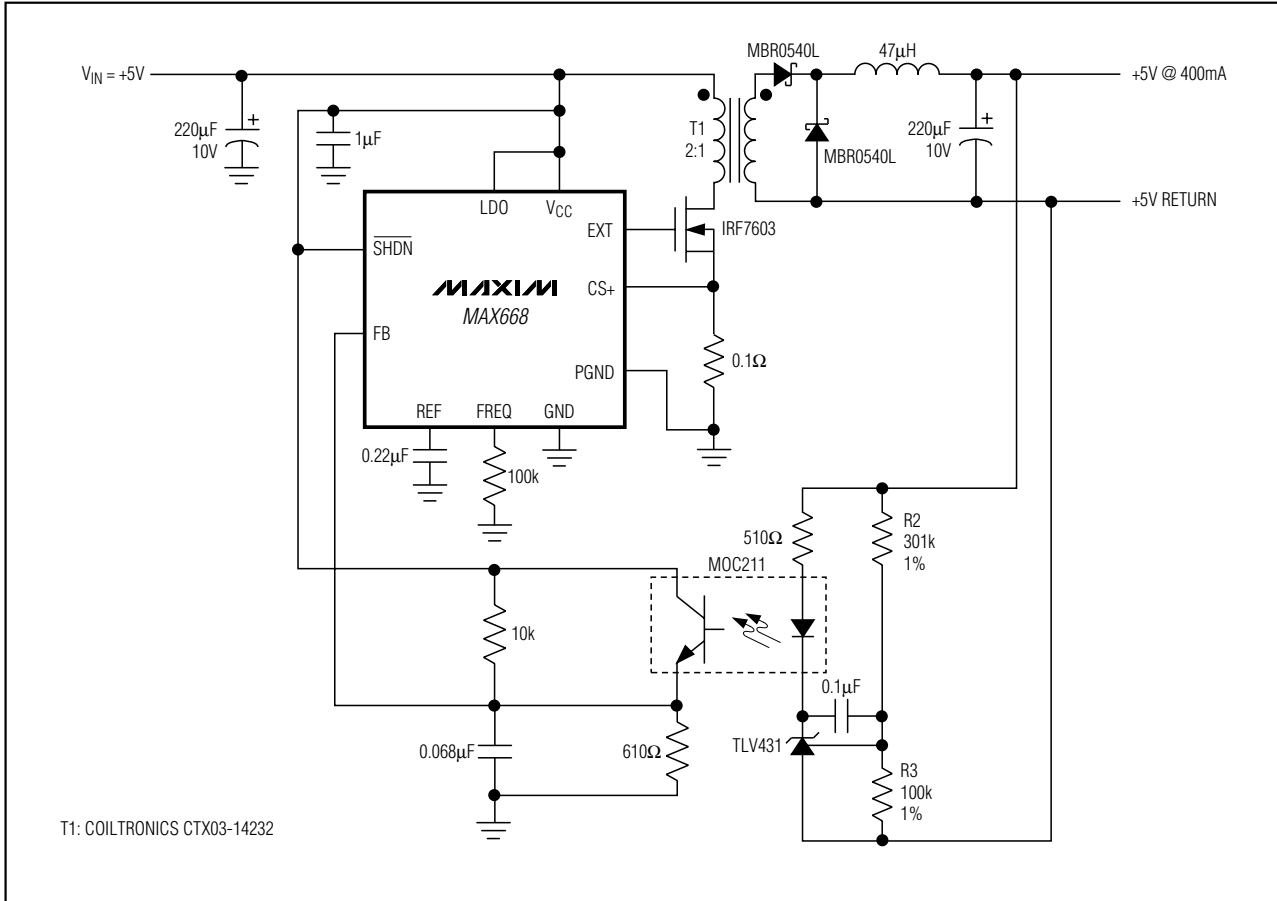 MBR0540L
47µH
VIN = +5V
+5V @ 400mA
220µF
10V
+
1µF
T1
2:1
MBR0540L
220µF
10V
+
LDO
VCC
+5V RETURN
EXT
IRF7603
SHDN
MAXIM
MAX668
CS+
FB
0.1Ω
PGND
REF
FREQ
GND
0.22µF
100k
510Ω
R2
301k
1%
MOC211
10k
0.1µF
0.068µF
610Ω
TLV431
R3
100k
1%
T1: COILTRONICS CTX03-14232